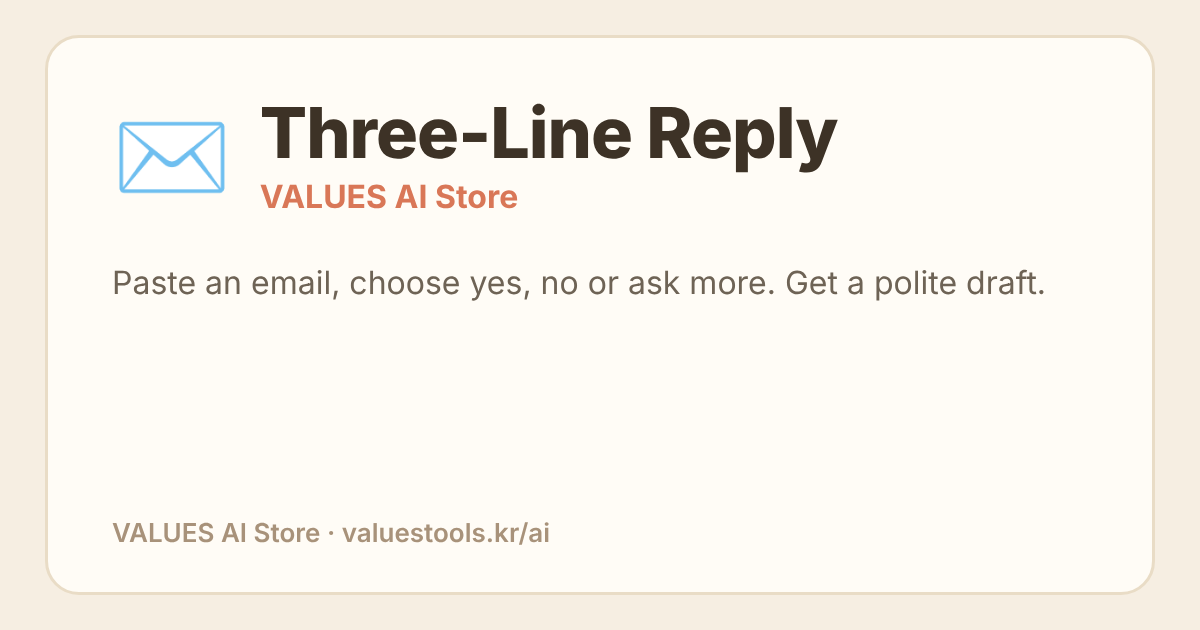 Three-Line Reply
VALUES AI Store
Paste an email, choose yes, no or ask more. Get a polite draft.
VALUES AI Store · valuestools.kr/ai